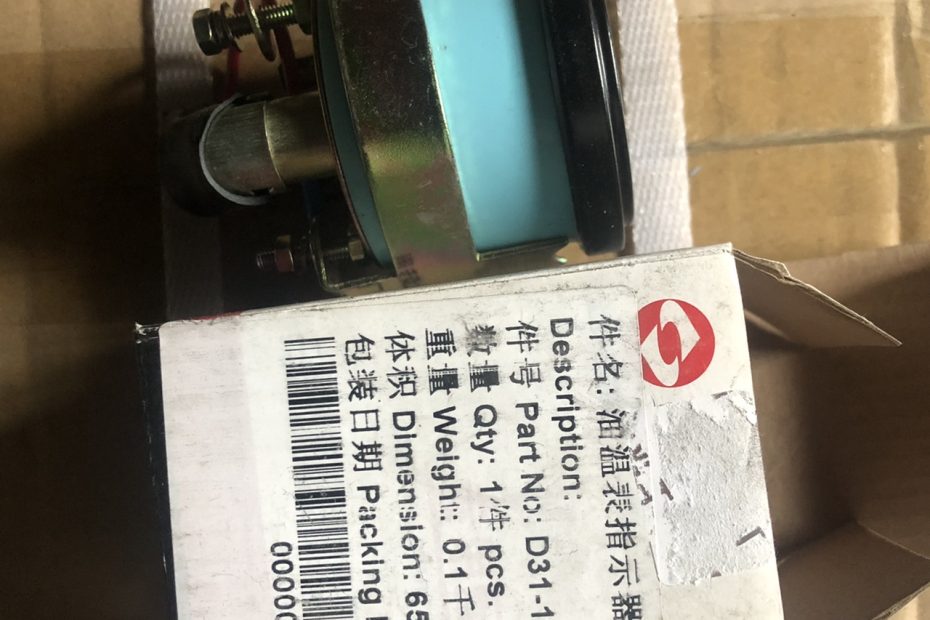 件名: 油温表指示器
Description:
件号 Part No: D31-1
数量 Qty: 1件 pcs.
重量 Weight: 0.1千
体积 Dimension: 65
包装日期 Packing
0000